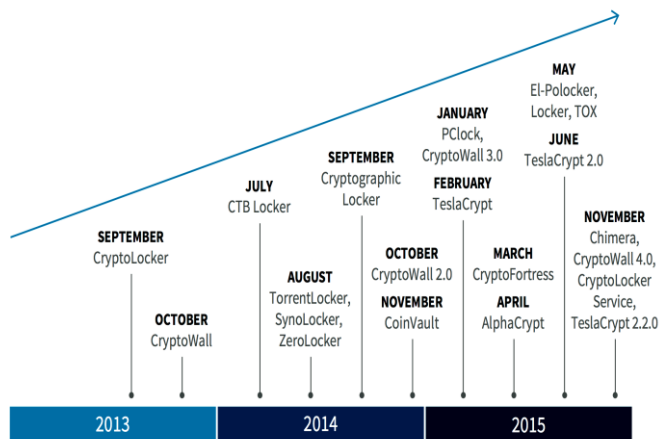 SEPTEMBER
CryptoLocker
OCTOBER
CryptoWall
JULY
CTB Locker
AUGUST
TorrentLocker,
SynoLocker,
ZeroLocker
SEPTEMBER
Cryptographic
Locker
OCTOBER
CryptoWall 2.0
NOVEMBER
CoinVault
JANUARY
PClock,
CryptoWall 3.0
FEBRUARY
TeslaCrypt
MARCH
CryptoFortress
APRIL
AlphaCrypt
MAY
El-Polocker,
Locker, TOX
JUNE
TeslaCrypt 2.0
NOVEMBER
Chimera,
CryptoWall 4.0,
CryptoLocker
Service,
TeslaCrypt 2.2.0
2013
2014
2015